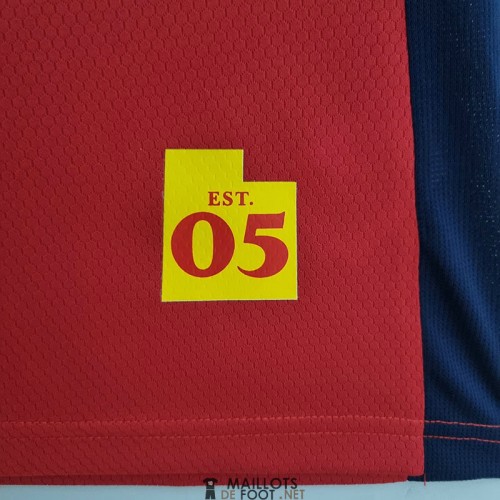 EST.
05
MAILLOTS
DE FOOT.NET